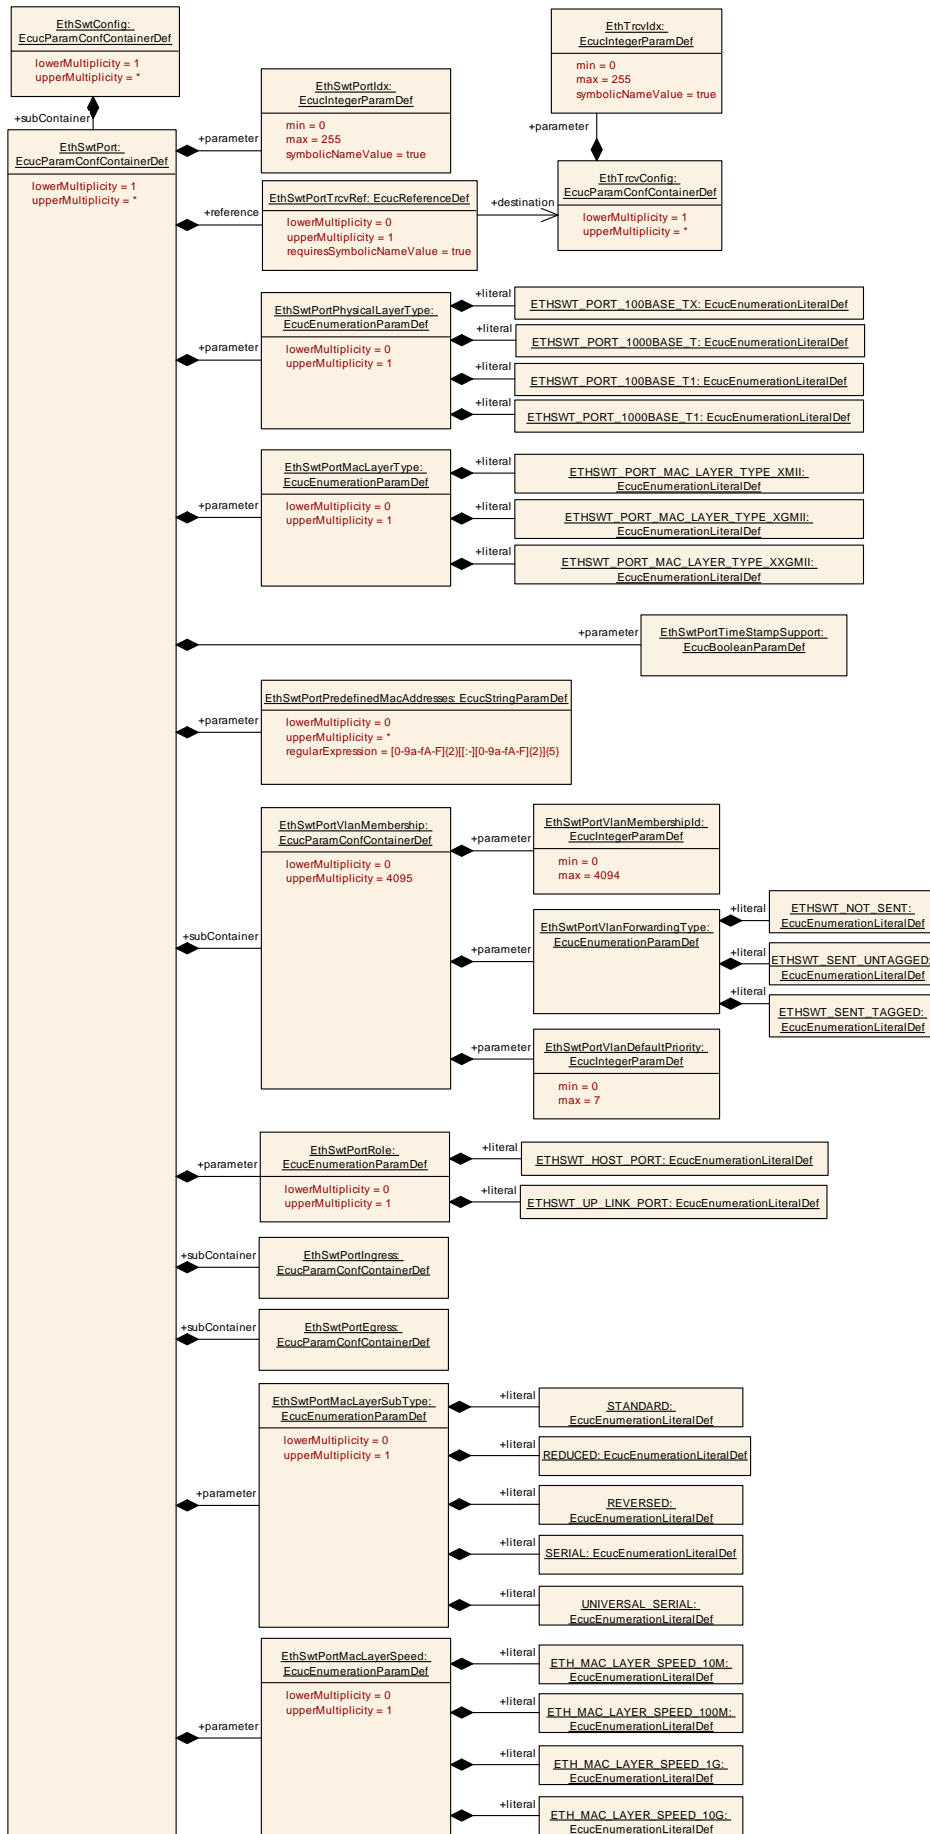 EthSwtConfig:
EcucParamConfContainerDef
lowerMultiplicity = 1
upperMultiplicity = *
+subContainer
EthSwtPort:
EcucParamConfContainerDef
lowerMultiplicity = 1
upperMultiplicity = *
+parameter
EthSwtPortIdx:
EcucIntegerParamDef
min = 0
max = 255
symbolicNameValue = true
EthTrcvIdx:
EcucIntegerParamDef
min = 0
max = 255
symbolicNameValue = true
+parameter
+reference
EthSwtPortTrcvRef: EcucReferenceDef
lowerMultiplicity = 0
upperMultiplicity = 1
requiresSymbolicNameValue = true
+destination
EthTrcvConfig:
EcucParamConfContainerDef
lowerMultiplicity = 1
upperMultiplicity = *
+parameter
EthSwtPortPhysicalLayerType:
EcucEnumerationParamDef
lowerMultiplicity = 0
upperMultiplicity = 1
+literal
ETHSWT_PORT_100BASE_TX: EcucEnumerationLiteralDef
+literal
ETHSWT_PORT_1000BASE_T: EcucEnumerationLiteralDef
+literal
ETHSWT_PORT_100BASE_T1: EcucEnumerationLiteralDef
+literal
ETHSWT_PORT_1000BASE_T1: EcucEnumerationLiteralDef
+parameter
EthSwtPortMacLayerType:
EcucEnumerationParamDef
lowerMultiplicity = 0
upperMultiplicity = 1
+literal
ETHSWT_PORT_MAC_LAYER_TYPE_XMII:
EcucEnumerationLiteralDef
+literal
ETHSWT_PORT_MAC_LAYER_TYPE_XGMII:
EcucEnumerationLiteralDef
+literal
ETHSWT_PORT_MAC_LAYER_TYPE_XXGMII:
EcucEnumerationLiteralDef
+parameter
EthSwtPortTimeStampSupport:
EcucBooleanParamDef
+parameter
EthSwtPortPredefinedMacAddresses: EcucStringParamDef
lowerMultiplicity = 0
upperMultiplicity = *
regularExpression = [0-9a-fA-F]{2}[[:-][0-9a-fA-F]{2}]{5}
+subContainer
EthSwtPortVlanMembership:
EcucParamConfContainerDef
lowerMultiplicity = 0
upperMultiplicity = 4095
+parameter
EthSwtPortVlanMembershipId:
EcucIntegerParamDef
min = 0
max = 4094
+parameter
EthSwtPortVlanForwardingType:
EcucEnumerationParamDef
+literal
ETHSWT_NOT_SENT:
EcucEnumerationLiteralDef
+literal
ETHSWT_SENT_UNTAGGED:
EcucEnumerationLiteralDef
+literal
ETHSWT_SENT_TAGGED:
EcucEnumerationLiteralDef
+parameter
EthSwtPortVlanDefaultPriority:
EcucIntegerParamDef
min = 0
max = 7
+parameter
EthSwtPortRole:
EcucEnumerationParamDef
lowerMultiplicity = 0
upperMultiplicity = 1
+literal
ETHSWT_HOST_PORT: EcucEnumerationLiteralDef
+literal
ETHSWT_UP_LINK_PORT: EcucEnumerationLiteralDef
+subContainer
EthSwtPortIngress:
EcucParamConfContainerDef
+subContainer
EthSwtPortEgress:
EcucParamConfContainerDef
+parameter
EthSwtPortMacLayerSubType:
EcucEnumerationParamDef
lowerMultiplicity = 0
upperMultiplicity = 1
+literal
STANDARD:
EcucEnumerationLiteralDef
+literal
REDUCED: EcucEnumerationLiteralDef
+literal
REVERSED:
EcucEnumerationLiteralDef
+literal
SERIAL: EcucEnumerationLiteralDef
+literal
UNIVERSAL_SERIAL:
EcucEnumerationLiteralDef
+parameter
EthSwtPortMacLayerSpeed:
EcucEnumerationParamDef
lowerMultiplicity = 0
upperMultiplicity = 1
+literal
ETH_MAC_LAYER_SPEED_10M:
EcucEnumerationLiteralDef
+literal
ETH_MAC_LAYER_SPEED_100M:
EcucEnumerationLiteralDef
+literal
ETH_MAC_LAYER_SPEED_1G:
EcucEnumerationLiteralDef
+literal
ETH_MAC_LAYER_SPEED_10G:
EcucEnumerationLiteralDef